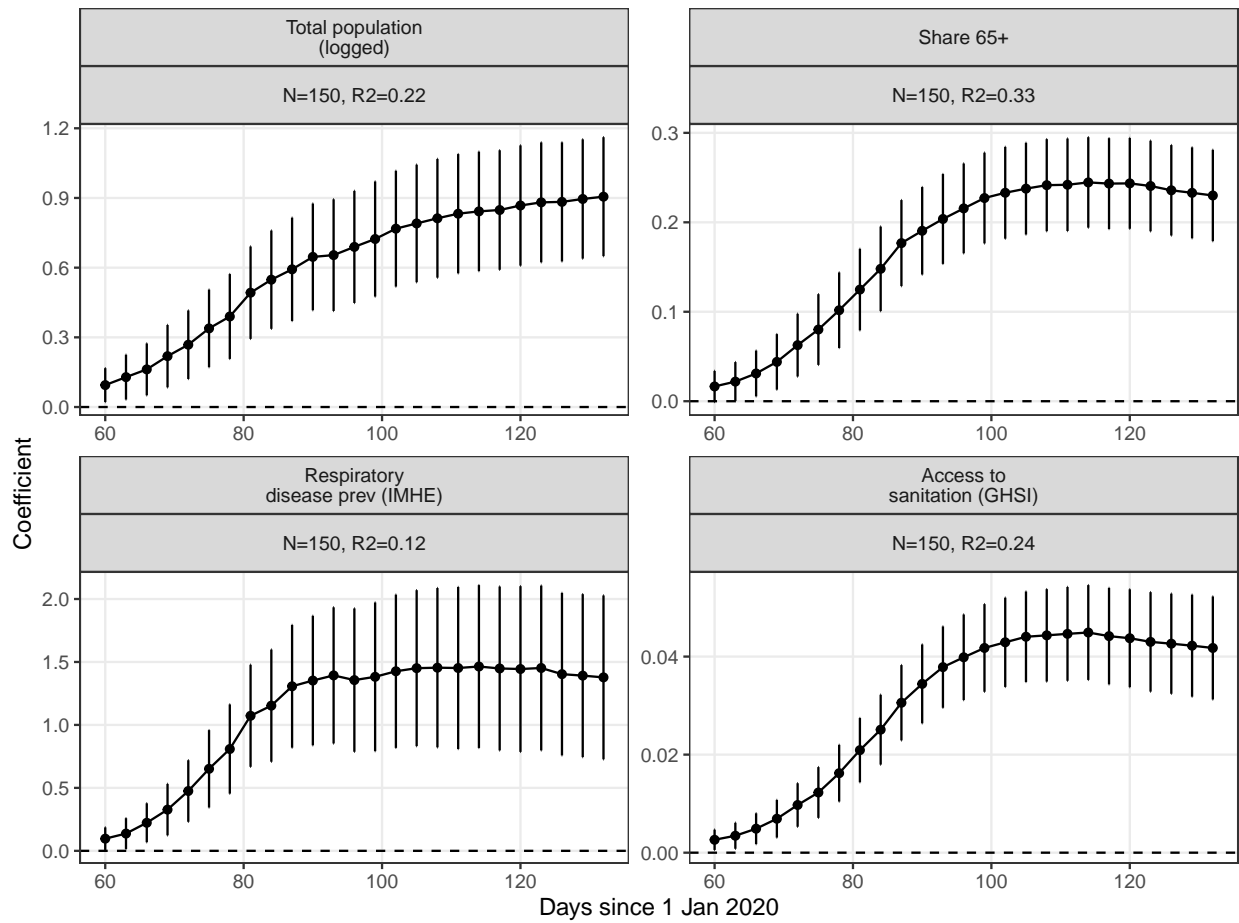 Total population
(logged)
N=150, R2=0.22
1.2
0.9
0.6
0.3
0.0
60
80
100
120
Share 65+
N=150, R2=0.33
0.3
0.2
0.1
0.0
60
80
100
120
Respiratory
disease prev (IMHE)
N=150, R2=0.12
2.0
1.5
1.0
0.5
0.0
60
80
100
120
Access to
sanitation (GHSI)
N=150, R2=0.24
0.04
0.02
0.00
60
80
100
120
Coefficient
Days since 1 Jan 2020